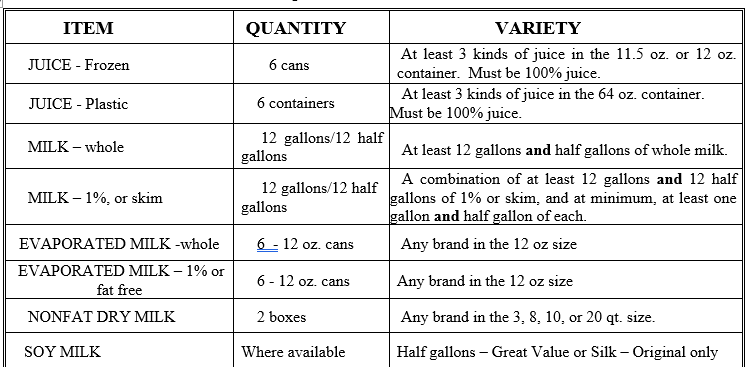 ITEM QUANTITY VARIETY
JUICE - Frozen 6 cans At least 3 kinds of juice in the 11.5 oz. or 12 oz.
container. Must be 100% juice.
JUICE - Plastic 6 containers At least 3 kinds of juice in the 64 oz. container.
Must be 100% juice.
MILK – whole 12 gallons/12 half
gallons At least 12 gallons and half gallons of whole milk.
MILK – 1%, or skim 12 gallons/12 half
gallons A combination of at least 12 gallons and 12 half
gallons of 1% or skim, and at minimum, at least one
gallon and half gallon of each.
EVAPORATED MILK -whole 6 - 12 oz. cans Any brand in the 12 oz size
EVAPORATED MILK – 1% or
fat free 6 - 12 oz. cans Any brand in the 12 oz size
NONFAT DRY MILK 2 boxes Any brand in the 3, 8, 10, or 20 qt. size.
SOY MILK Where available Half gallons – Great Value or Silk – Original only